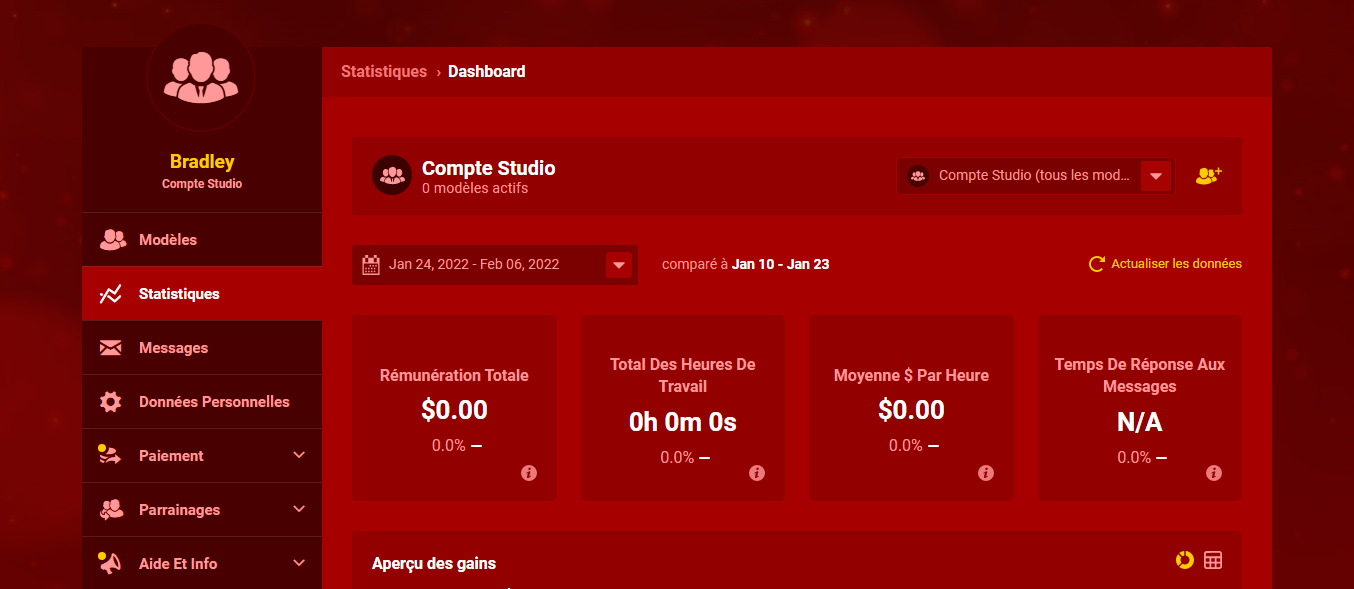 Bradley
Compte Studio
Modèles
Statistiques
Messages
Données Personnelles
Paiement
Parrainages
Aide Et Info
Statistiques › Dashboard
Compte Studio
0 modèles actifs
Compte Studio (tous les mod...
Jan 24, 2022 - Feb 06, 2022
comparé à Jan 10 - Jan 23
Actualiser les données
Rémunération Totale
$0.00
0.0% –
Total Des Heures De
Travail
0h 0m 0s
0.0% –
Moyenne $ Par Heure
$0.00
0.0% –
Temps De Réponse Aux
Messages
N/A
0.0% –
Aperçu des gains